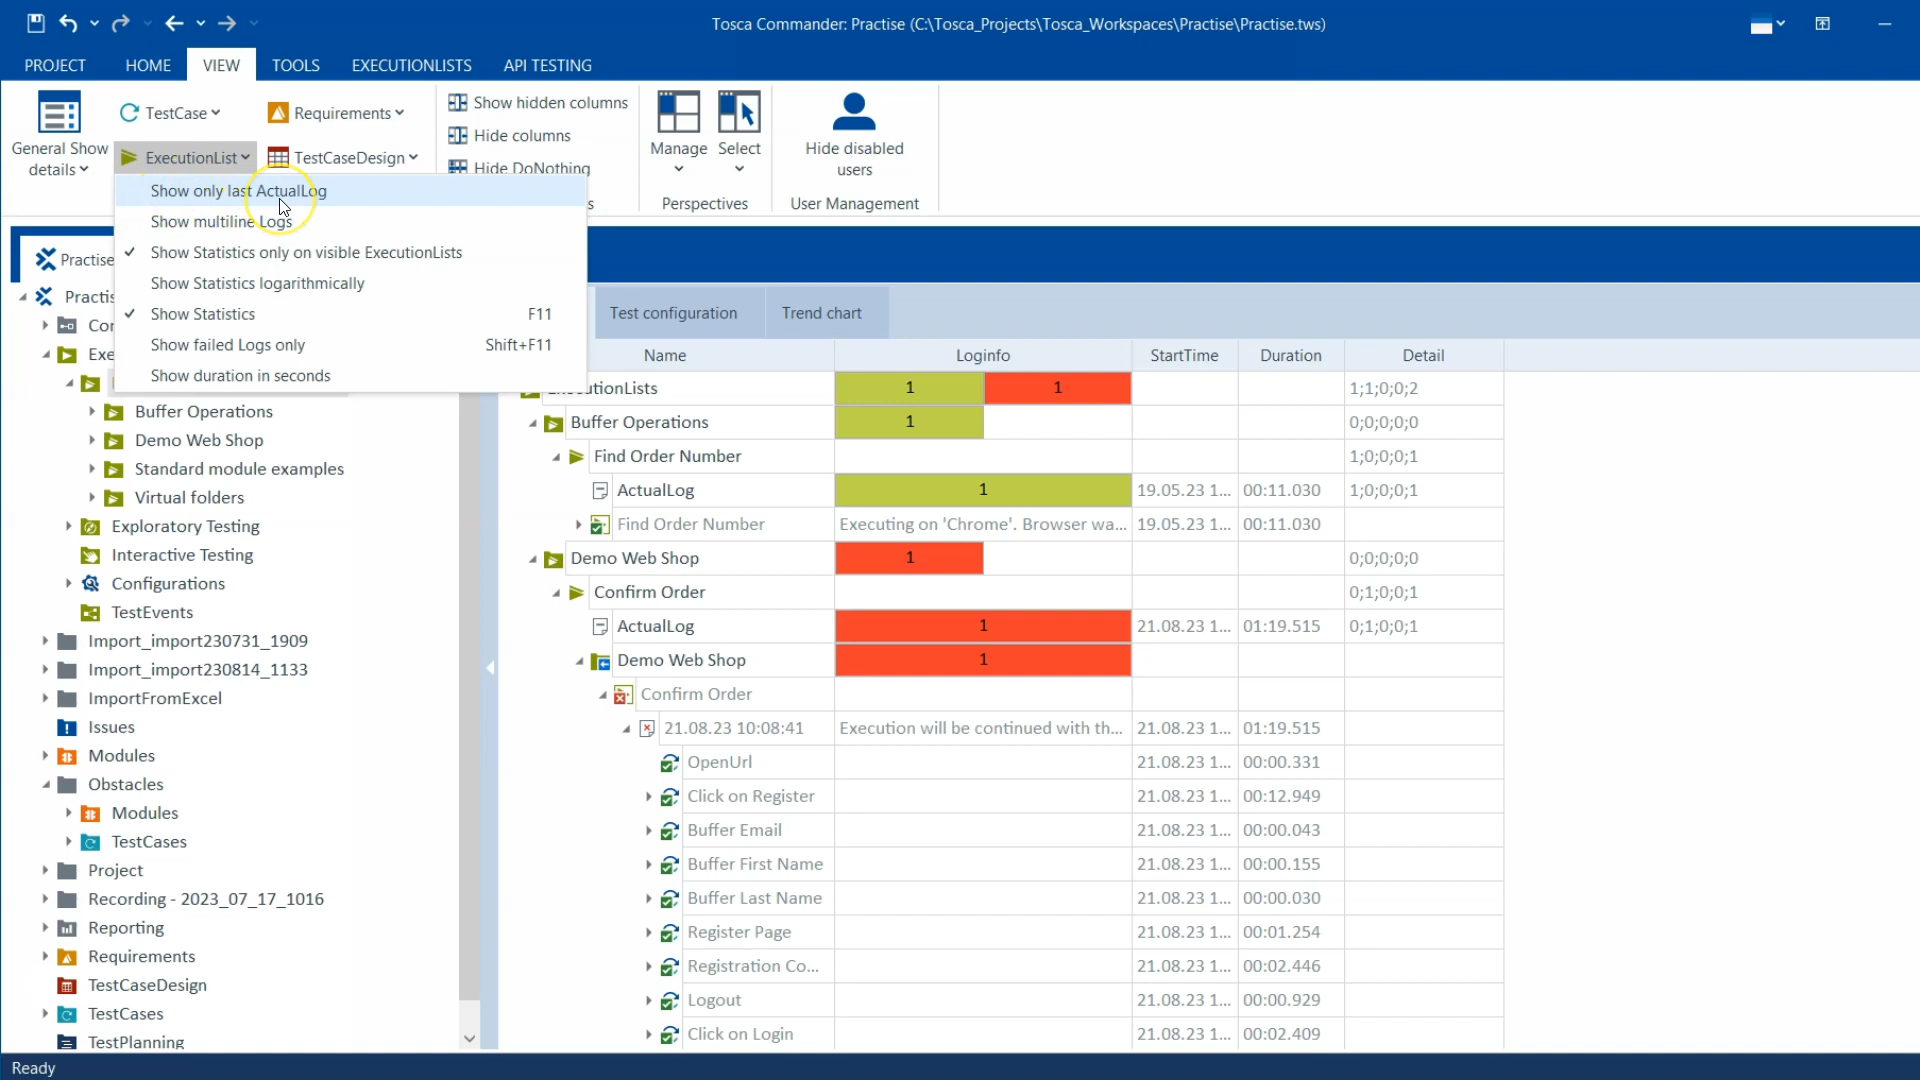 Tosca Commander: Practise (C:\Tosca_Projects\Tosca_Workspaces\Practise\Practise.tws)
PROJECT HOME VIEW TOOLS EXECUTIONLISTS API TESTING
General Show details
TestCase
Requirements
ExecutionList
TestCaseDesign
Show hidden columns
Hide columns
Hide DoNothing
Manage
Select
Perspectives
Hide disabled users
User Management
Show only last ActualLog
Show multiline Logs
Show Statistics only on visible ExecutionLists
Show Statistics logarithmically
Show Statistics F11
Show failed Logs only Shift+F11
Show duration in seconds
Practise
Buffer Operations
Demo Web Shop
Standard module examples
Virtual folders
Exploratory Testing
Interactive Testing
Configurations
TestEvents
Import_import230731_1909
Import_import230814_1133
ImportFromExcel
Issues
Modules
Obstacles
Modules
TestCases
Project
Recording - 2023_07_17_1016
Reporting
Requirements
TestCaseDesign
TestCases
TestPlanning
Test configuration Trend chart
Name Loginfo StartTime Duration Detail
ExecutionLists 1 1 1;1;0;0;2
Buffer Operations 1 0;0;0;0;0
Find Order Number 1;0;0;0;1
ActualLog 1 19.05.23 1... 00:11.030 1;0;0;0;1
Find Order Number Executing on 'Chrome'. Browser wa... 19.05.23 1... 00:11.030
Demo Web Shop 1 0;0;0;0;0
Confirm Order 0;1;0;0;1
ActualLog 1 21.08.23 1... 01:19.515 0;1;0;0;1
Demo Web Shop 1
Confirm Order
21.08.23 10:08:41 Execution will be continued with th... 21.08.23 1... 01:19.515
OpenUrl 21.08.23 1... 00:00.331
Click on Register 21.08.23 1... 00:12.949
Buffer Email 21.08.23 1... 00:00.043
Buffer First Name 21.08.23 1... 00:00.155
Buffer Last Name 21.08.23 1... 00:00.030
Register Page 21.08.23 1... 00:01.254
Registration Co... 21.08.23 1... 00:02.446
Logout 21.08.23 1... 00:00.929
Click on Login 21.08.23 1... 00:02.409
Ready